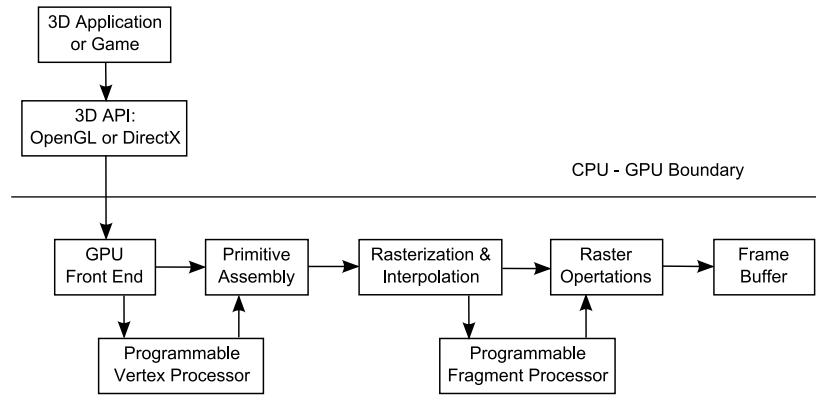 3D Application
or Game
3D API:
OpenGL or DirectX
CPU - GPU Boundary
GPU
Front End
Primitive
Assembly
Rasterization &
Interpolation
Raster
Opertations
Frame
Buffer
Programmable
Vertex Processor
Programmable
Fragment Processor